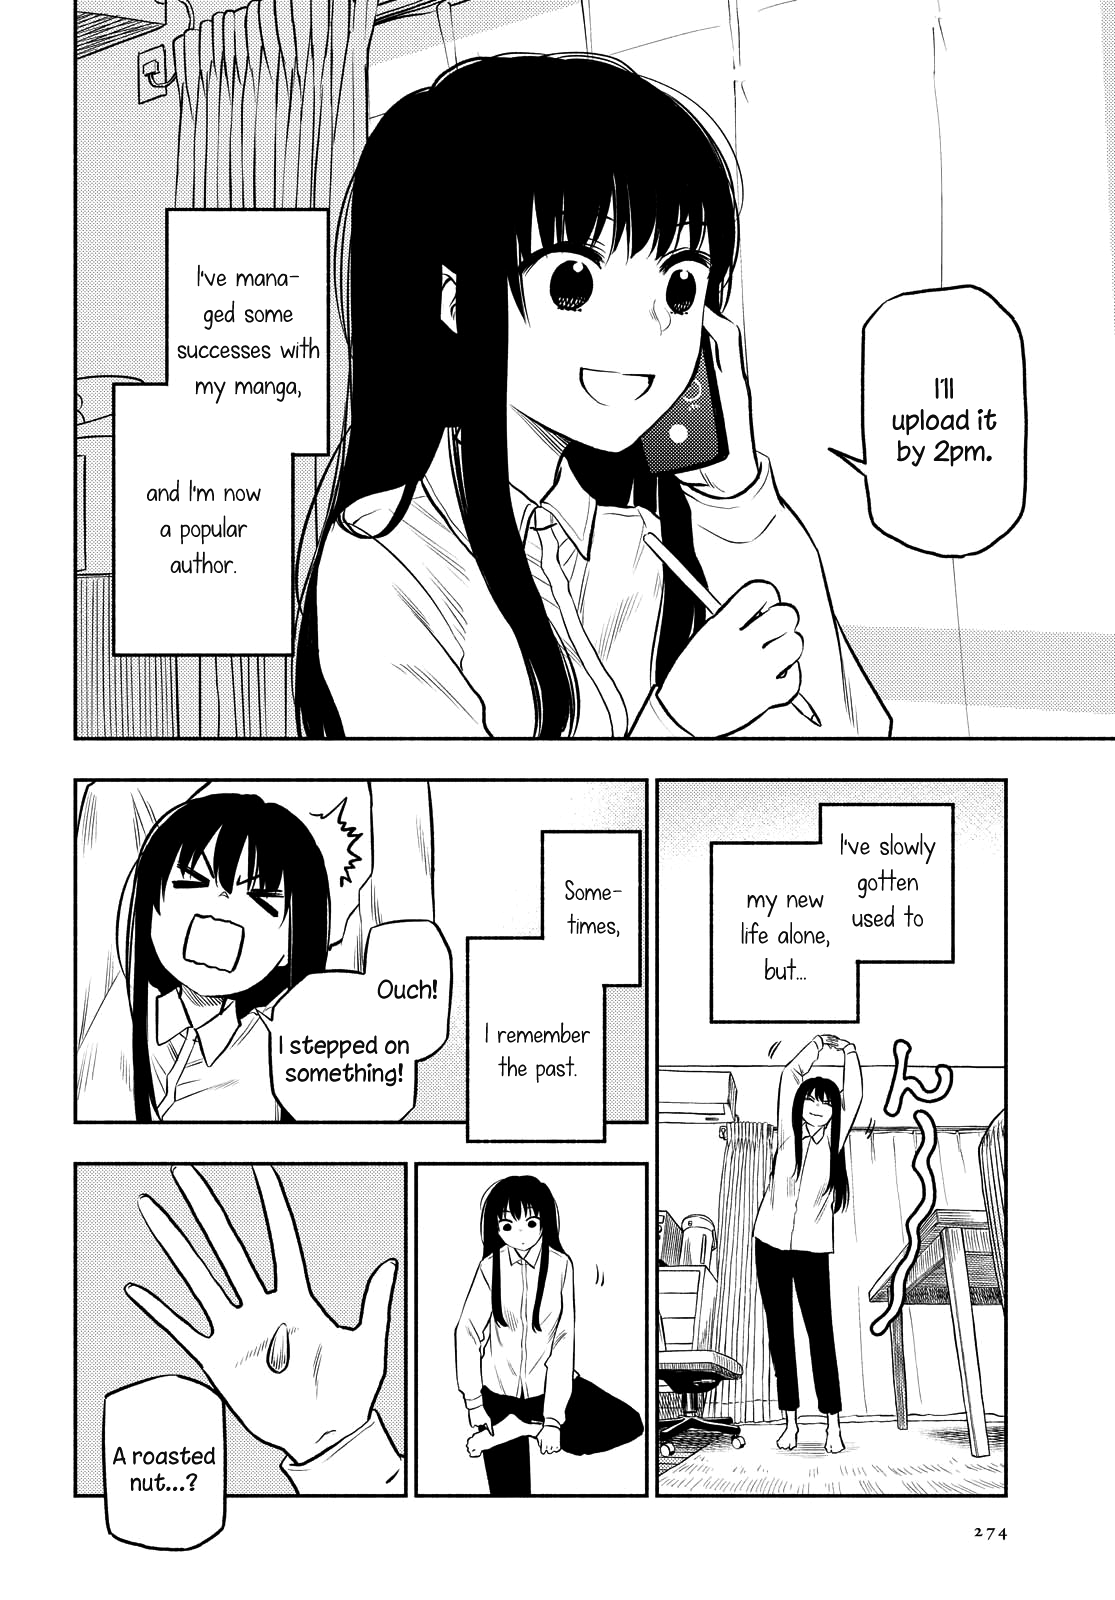 I'll
upload it
by 2pm.
I've mana-
ged some
successes with
my manga,
and I'm now
a popular
author.
I've slowly
gotten
used to
my new
life alone,
but...
んーっ
Some-
times,
I remember
the past.
Ouch!
I stepped on
something!
A roasted
nut...?
274